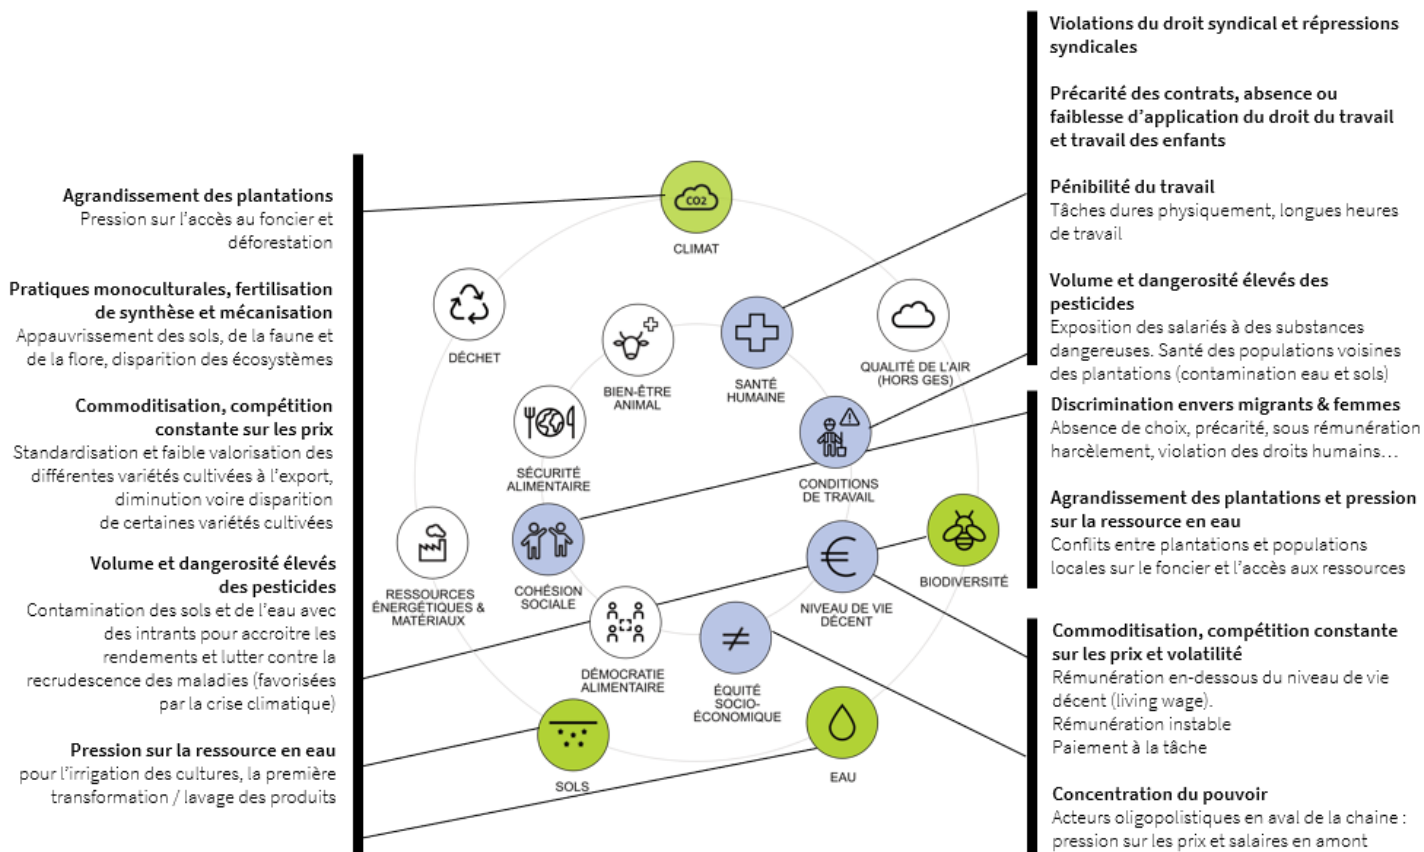 Agrandissement des plantations
Pression sur l'accès au foncier et
déforestation
Pratiques monoculturales, fertilisation
de synthèse et mécanisation
Appauvrissement des sols, de la faune et
de la flore, disparition des écosystèmes
Commoditisation, compétition
constante sur les prix
Standardisation et faible valorisation des
différentes variétés cultivées à l'export,
diminution voire disparition
de certaines variétés cultivées
Volume et dangerosité élevés
des pesticides
Contamination des sols et de l'eau avec
des intrants pour accroitre les
rendements et lutter contre la
recrudescence des maladies (favorisées
par la crise climatique)
Pression sur la ressource en eau
pour l'irrigation des cultures, la première
transformation / lavage des produits
CO2
CLIMAT
DÉCHET
BIEN-ÊTRE
ANIMAL
SANTÉ
HUMAINE
QUALITÉ DE L'AIR
(HORS GES)
SÉCURITÉ
ALIMENTAIRE
CONDITIONS
DE TRAVAIL
RESSOURCES
ÉNERGÉTIQUES &
MATÉRIAUX
COHÉSION
SOCIALE
NIVEAU DE VIE
DÉCENT
BIODIVERSITÉ
DÉMOCRATIE
ALIMENTAIRE
ÉQUITÉ
SOCIO-
ÉCONOMIQUE
SOLS
EAU
Violations du droit syndical et répressions
syndicales
Précarité des contrats, absence ou
faiblesse d'application du droit du travail
et travail des enfants
Pénibilité du travail
Tâches dures physiquement, longues heures
de travail
Volume et dangerosité élevés des
pesticides
Exposition des salariés à des substances
dangereuses. Santé des populations voisines
des plantations (contamination eau et sols)
Discrimination envers migrants & femmes
Absence de choix, précarité, sous rémunération
harcèlement, violation des droits humains…
Agrandissement des plantations et pression
sur la ressource en eau
Conflits entre plantations et populations
locales sur le foncier et l'accès aux ressources
Commoditisation, compétition constante
sur les prix et volatilité
Rémunération en-dessous du niveau de vie
décent (living wage).
Rémunération instable
Paiement à la tâche
Concentration du pouvoir
Acteurs oligopolistiques en aval de la chaine :
pression sur les prix et salaires en amont